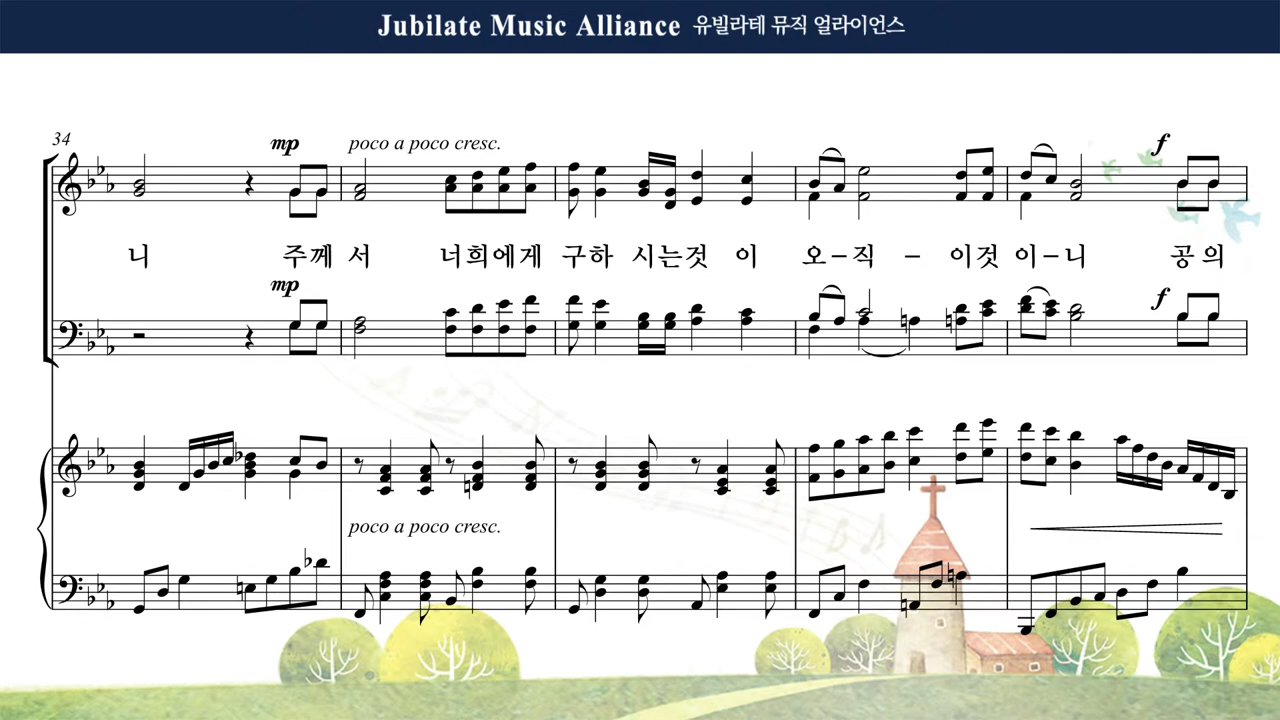 Jubilate Music Alliance 유빌라테 뮤직 얼라이언스
34
mp poco a poco cresc. f
니 주께 서 너희에게 구하 시는것 이 오-직 - 이것 이-니 공의
mp f
poco a poco cresc.